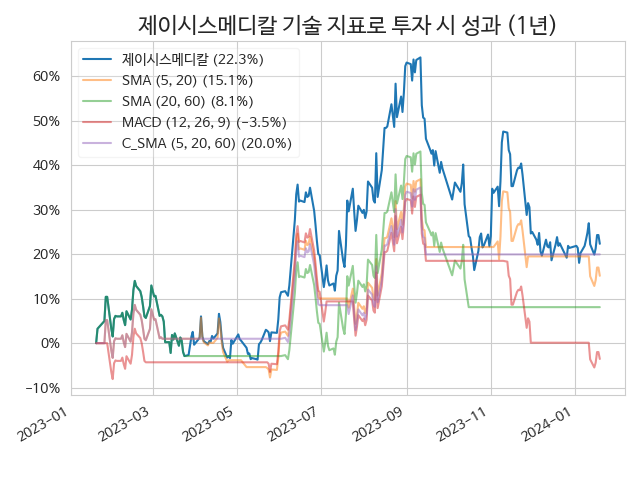 제이시스메디칼 기술 지표로 투자 시 성과 (1년)
제이시스메디칼 (22.3%)
SMA (5, 20) (15.1%)
SMA (20, 60) (8.1%)
MACD (12, 26, 9) (−3.5%)
C_SMA (5, 20, 60) (20.0%)
60%
50%
40%
30%
20%
10%
0%
−10%
2023-01
2023-03
2023-05
2023-07
2023-09
2023-11
2024-01